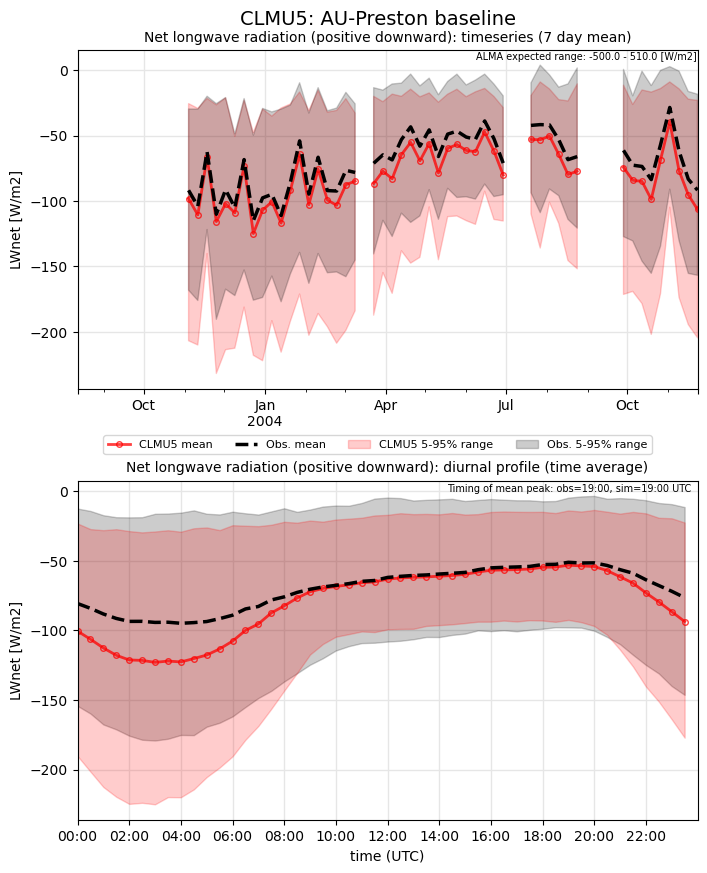 CLMU5: AU-Preston baseline
Net longwave radiation (positive downward): timeseries (7 day mean)
ALMA expected range: -500.0 - 510.0 [W/m2]
0
−50
−100
−150
−200
LWnet [W/m2]
Oct Jan Apr Jul Oct
2004
CLMU5 mean Obs. mean CLMU5 5-95% range Obs. 5-95% range
Net longwave radiation (positive downward): diurnal profile (time average)
Timing of mean peak: obs=19:00, sim=19:00 UTC
0
−50
−100
−150
−200
LWnet [W/m2]
00:00 02:00 04:00 06:00 08:00 10:00 12:00 14:00 16:00 18:00 20:00 22:00
time (UTC)